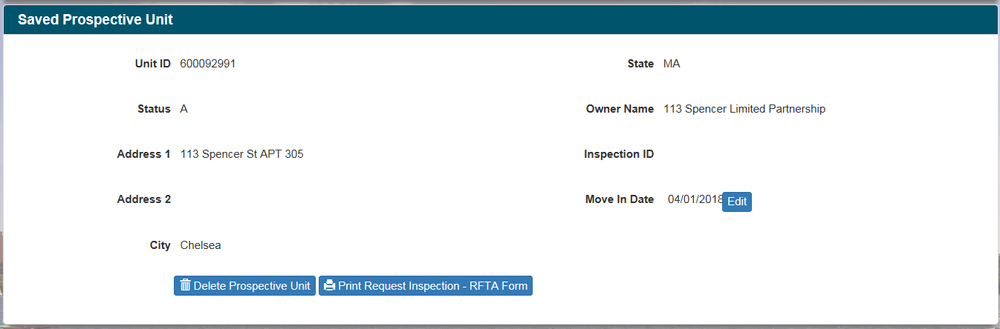 Saved Prospective Unit
Unit ID 600092991
State MA
Status A
Owner Name 113 Spencer Limited Partnership
Address 1 113 Spencer St APT 305
Inspection ID
Address 2
Move In Date 04/01/2018 Edit
City Chelsea
Delete Prospective Unit Print Request Inspection - RFTA Form